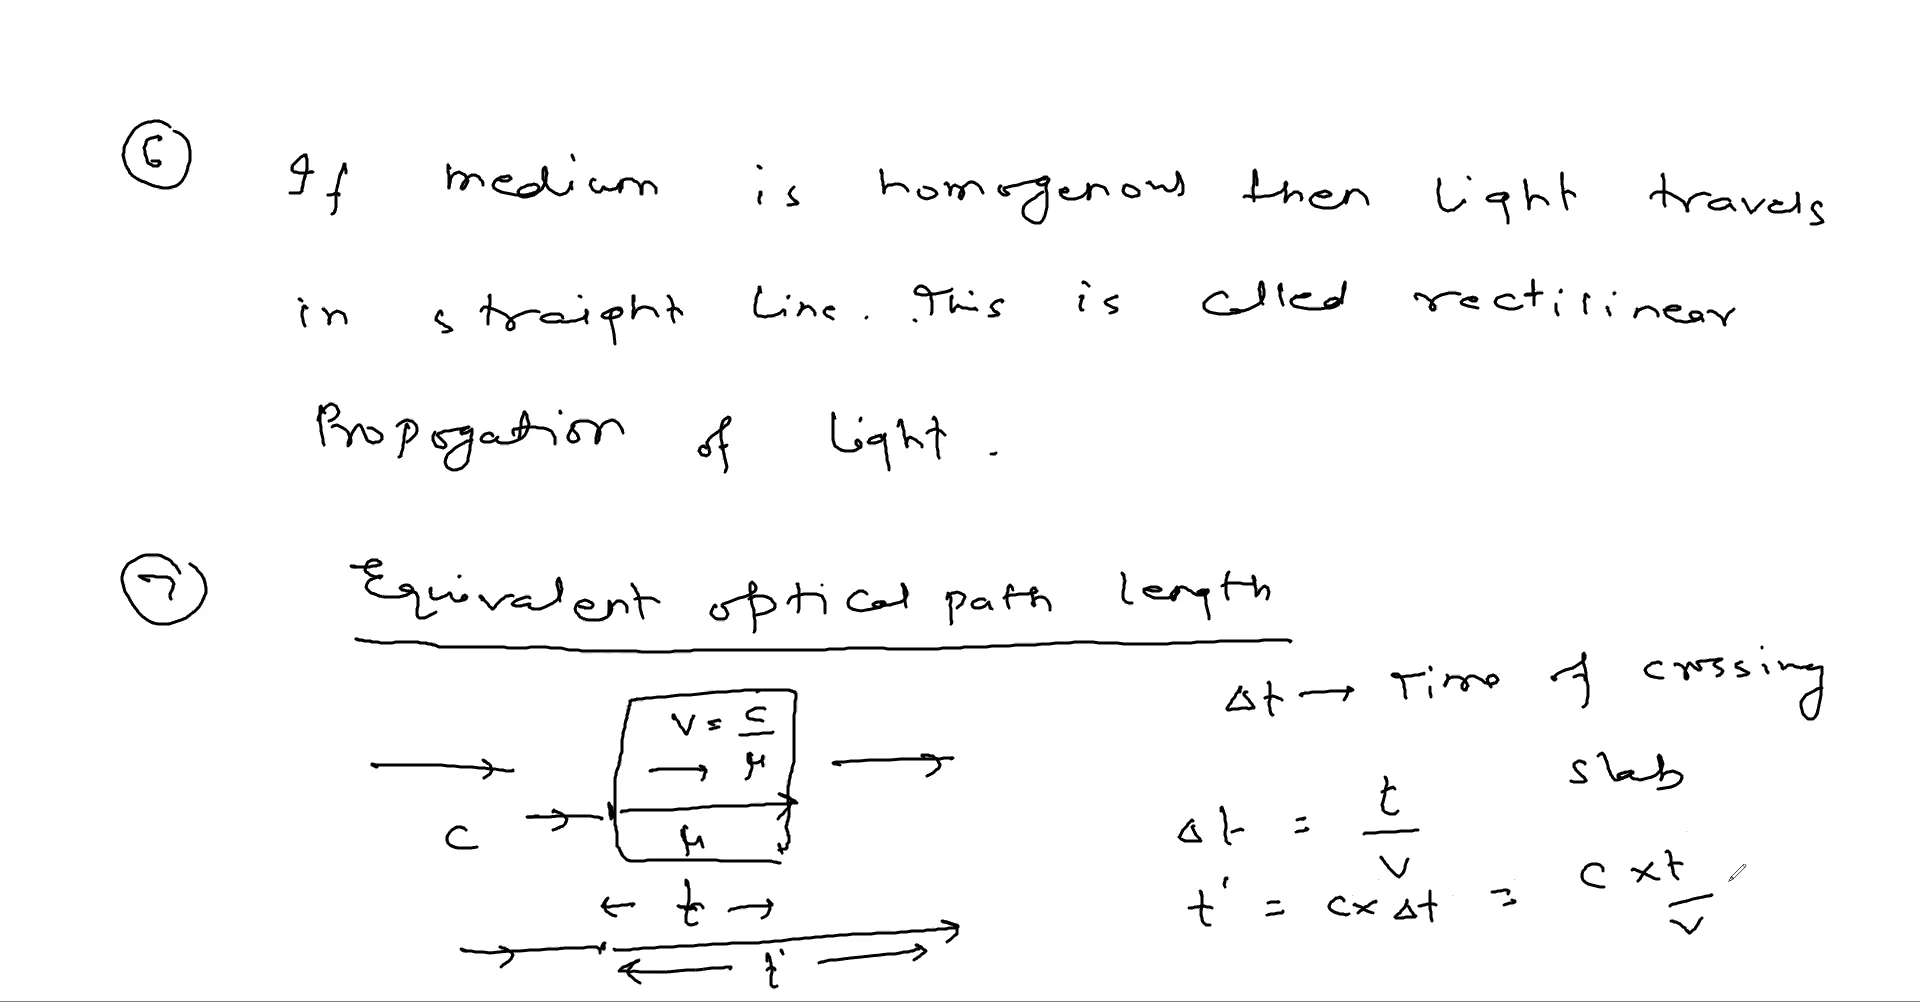 ⑥ If medium is homogenous then light travels
in straight line. This is called rectilinear
Propogation of light.
⑦ Equivalent optical path length
Δt → Time of crossing
slab
v = c/μ
c
μ
Δt = t/v
← t →
t' = c×Δt = c×t/v
t'